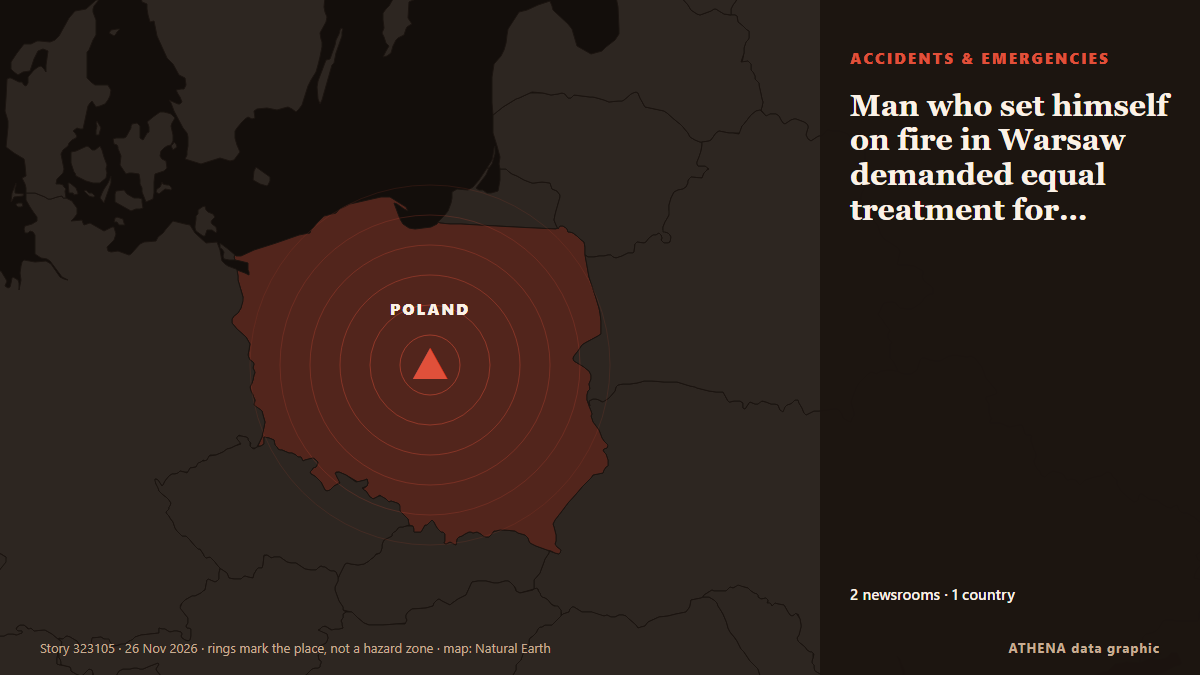 ACCIDENTS & EMERGENCIES
Man who set himself
on fire in Warsaw
demanded equal
treatment for...
POLAND
2 newsrooms · 1 country
Story 323105 · 26 Nov 2026 · rings mark the place, not a hazard zone · map: Natural Earth
ATHENA data graphic